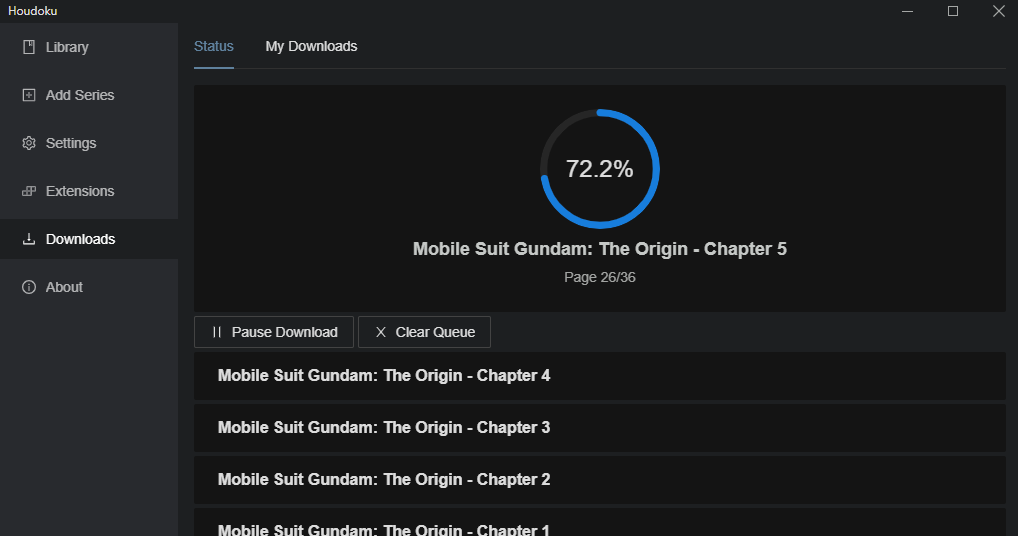 Houdoku
Library
Add Series
Settings
Extensions
Downloads
About
Status
My Downloads
72.2%
Mobile Suit Gundam: The Origin - Chapter 5
Page 26/36
Pause Download
Clear Queue
Mobile Suit Gundam: The Origin - Chapter 4
Mobile Suit Gundam: The Origin - Chapter 3
Mobile Suit Gundam: The Origin - Chapter 2
Mobile Suit Gundam: The Origin - Chapter 1